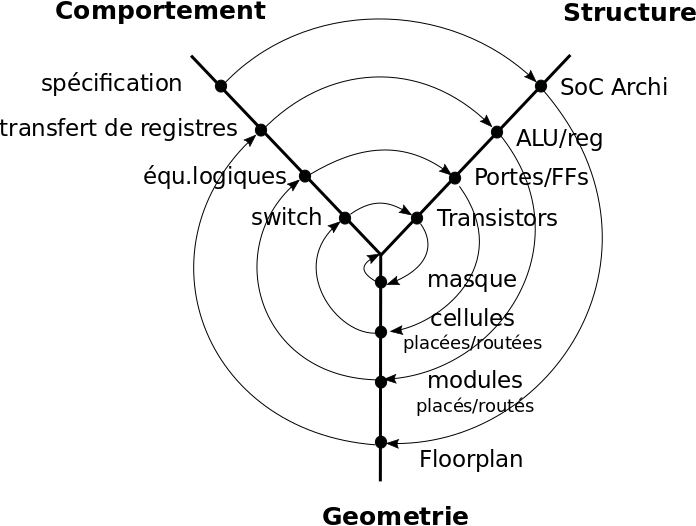 Comportement
Structure
spécification
SoC Archi
transfert de registres
ALU/reg
équ.logiques
Portes/FFs
switch
Transistors
masque
cellules
placées/routées
modules
placés/routés
Floorplan
Geometrie